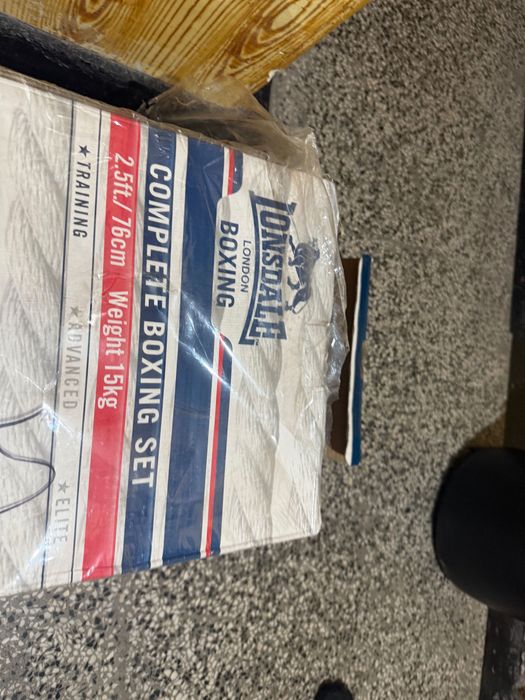 LONSDALE
LONDON
BOXING
COMPLETE BOXING SET
2,5ft./ 76cm Weight 15kg
★TRAINING ★ADVANCED ★ELITE